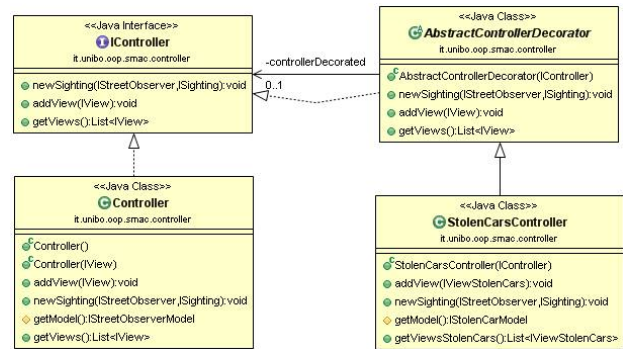 <<Java Interface>>
IController
it.unibo.oop.smac.controller
newSighting(IStreetObserver,ISighting):void
addView(IView):void
getViews():List<IView>
-controllerDecorated
0..1
<<Java Class>>
AbstractControllerDecorator
it.unibo.oop.smac.controller
AbstractControllerDecorator(IController)
newSighting(IStreetObserver,ISighting):void
addView(IView):void
getViews():List<IView>
<<Java Class>>
Controller
it.unibo.oop.smac.controller
Controller()
Controller(IView)
addView(IView):void
newSighting(IStreetObserver,ISighting):void
getModel():IStreetObserverModel
getViews():List<IView>
<<Java Class>>
StolenCarsController
it.unibo.oop.smac.controller
StolenCarsController(IController)
addView(IViewStolenCars):void
newSighting(IStreetObserver,ISighting):void
getModel():IStolenCarModel
getViewsStolenCars():List<IViewStolenCars>